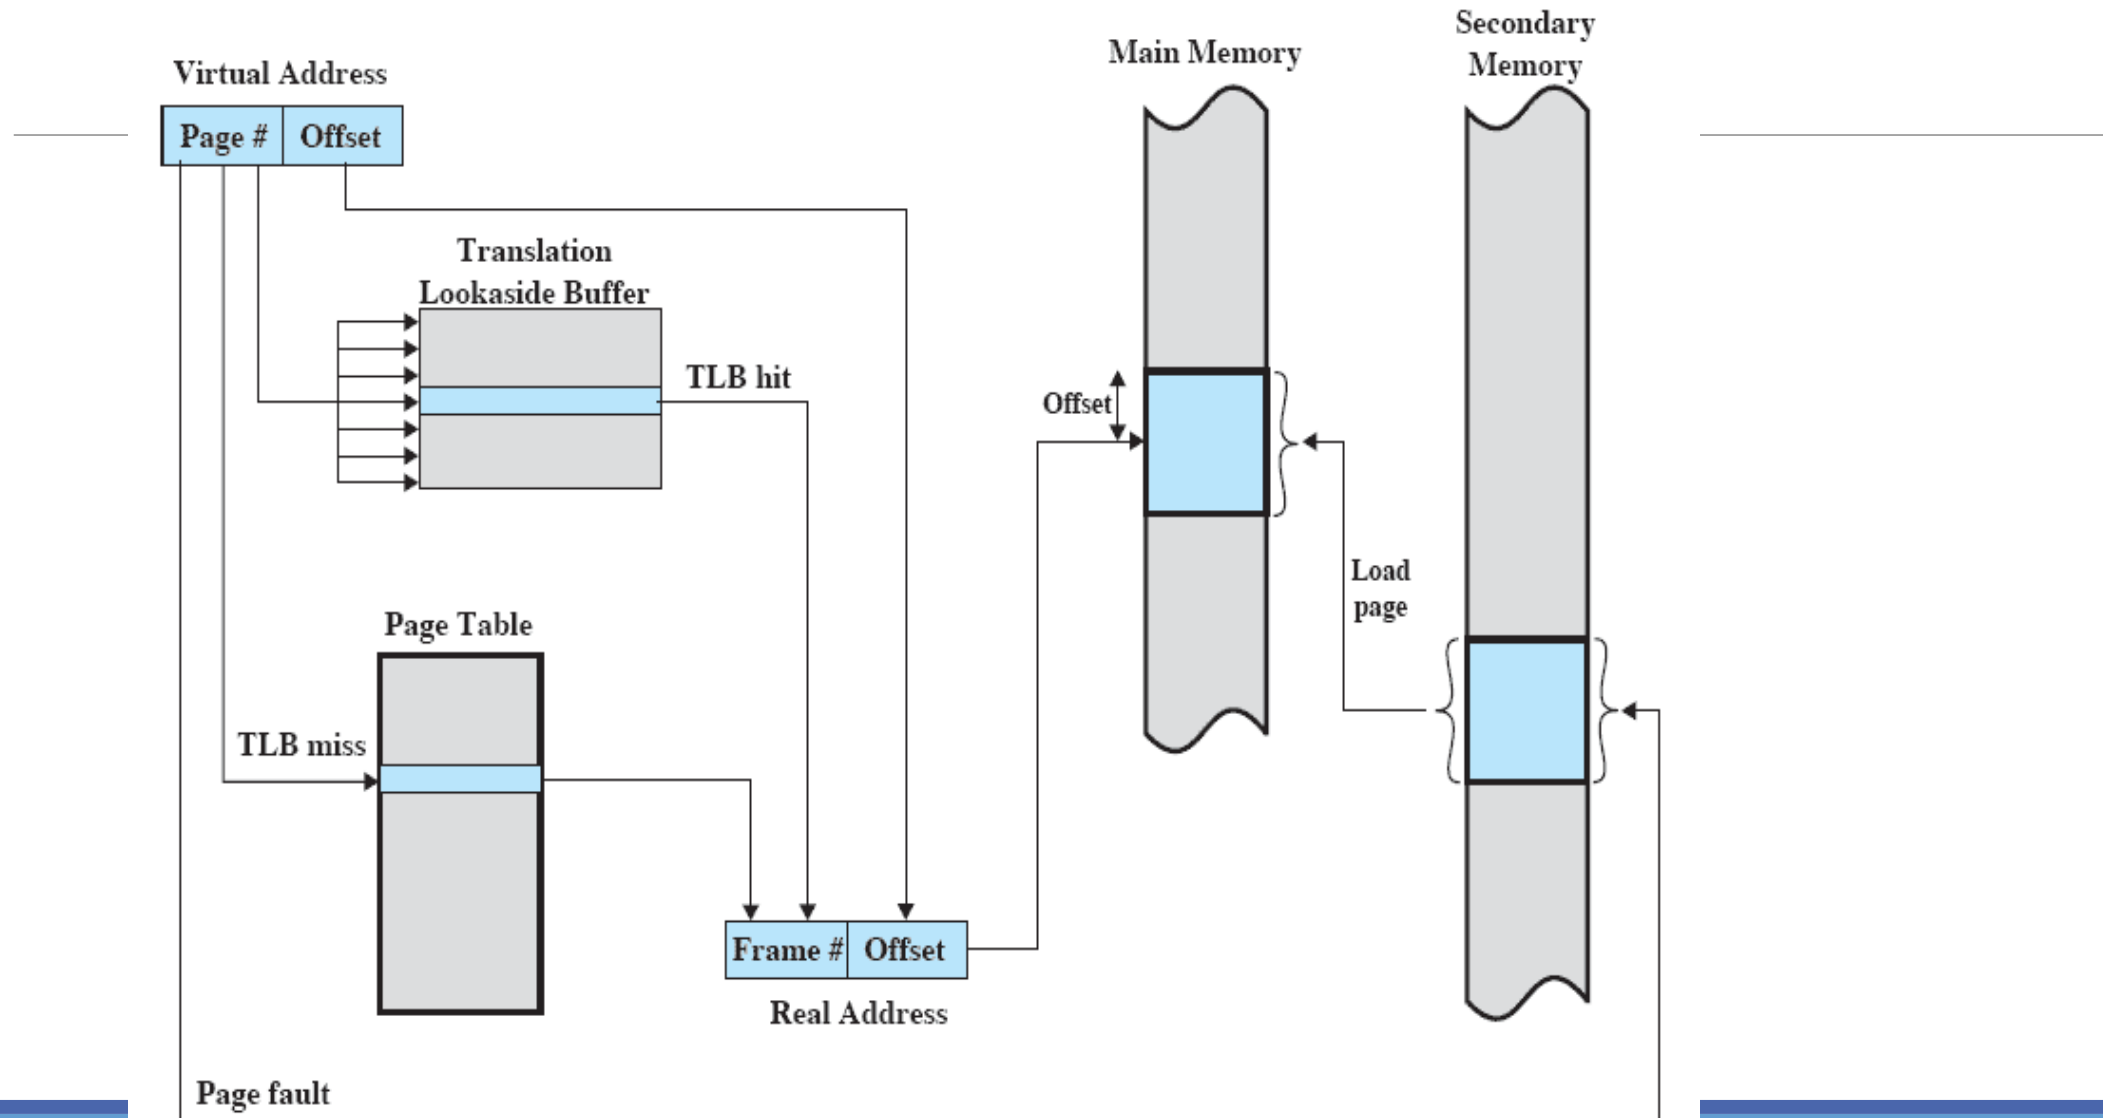 Secondary
Memory
Main Memory
Virtual Address
Page #
Offset
Translation
Lookaside Buffer
TLB hit
Offset
Load
page
Page Table
TLB miss
Frame #
Offset
Real Address
Page fault